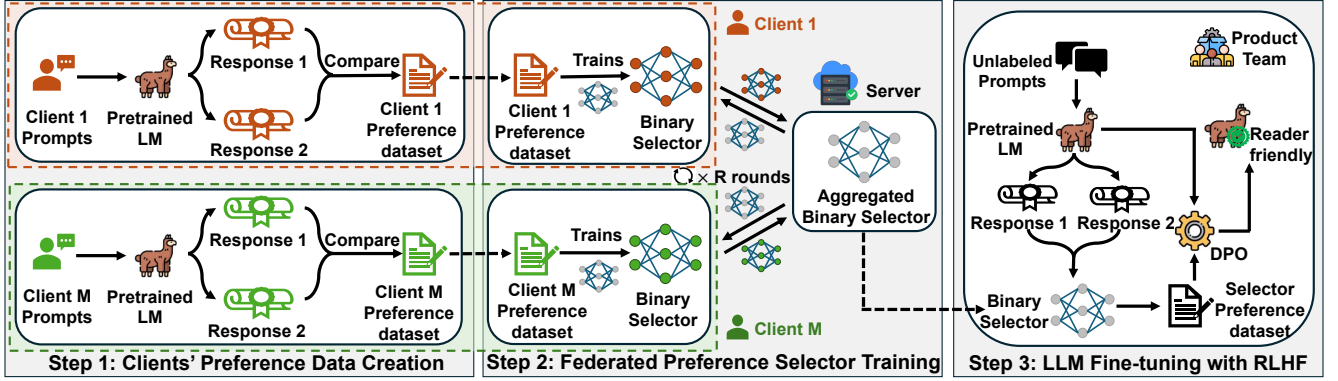 Client 1
Prompts
Pretrained
LM
Response 1
Response 2
Compare
Client 1
Preference
dataset
Client M
Prompts
Pretrained
LM
Response 1
Response 2
Compare
Client M
Preference
dataset
Step 1: Clients' Preference Data Creation
Client 1
Preference
dataset
Trains
Binary
Selector
Client 1
Server
Aggregated
Binary Selector
× R rounds
Client M
Preference
dataset
Trains
Binary
Selector
Client M
Step 2: Federated Preference Selector Training
Unlabeled
Prompts
Product
Team
Pretrained
LM
Reader
friendly
Response 1
Response 2
DPO
Binary
Selector
Selector
Preference
dataset
Step 3: LLM Fine-tuning with RLHF